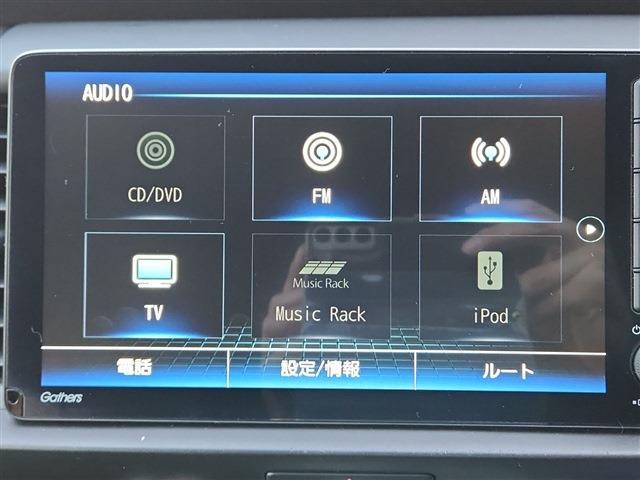 AUDIO
CD/DVD
FM
AM
TV
Music Rack
Music Rack
iPod
電話
設定/情報
ルート
Gathers